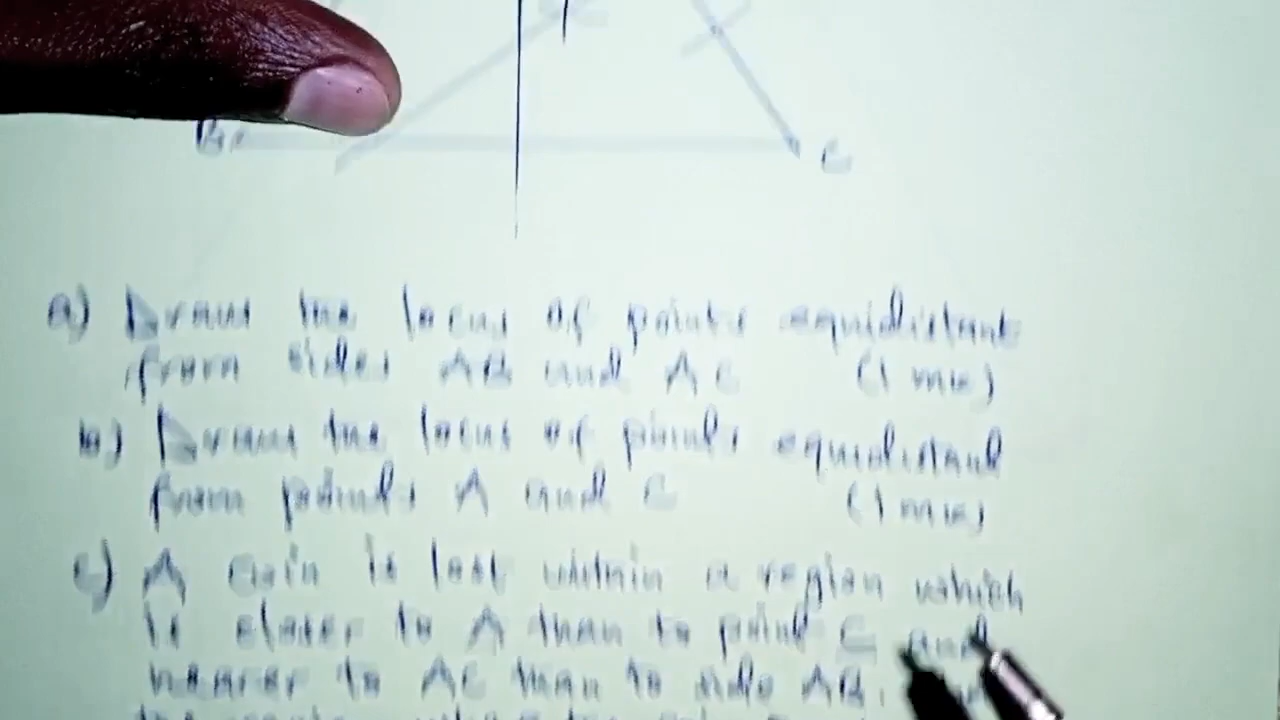 B
C
a) Draw the locus of points equidistant
from sides AB and AC (1 mk)
b) Draw the locus of points equidistant
from points A and C (1 mk)
c) A coin is lost within a region which
is closer to A than to point C and
nearer to AC than to side AB.